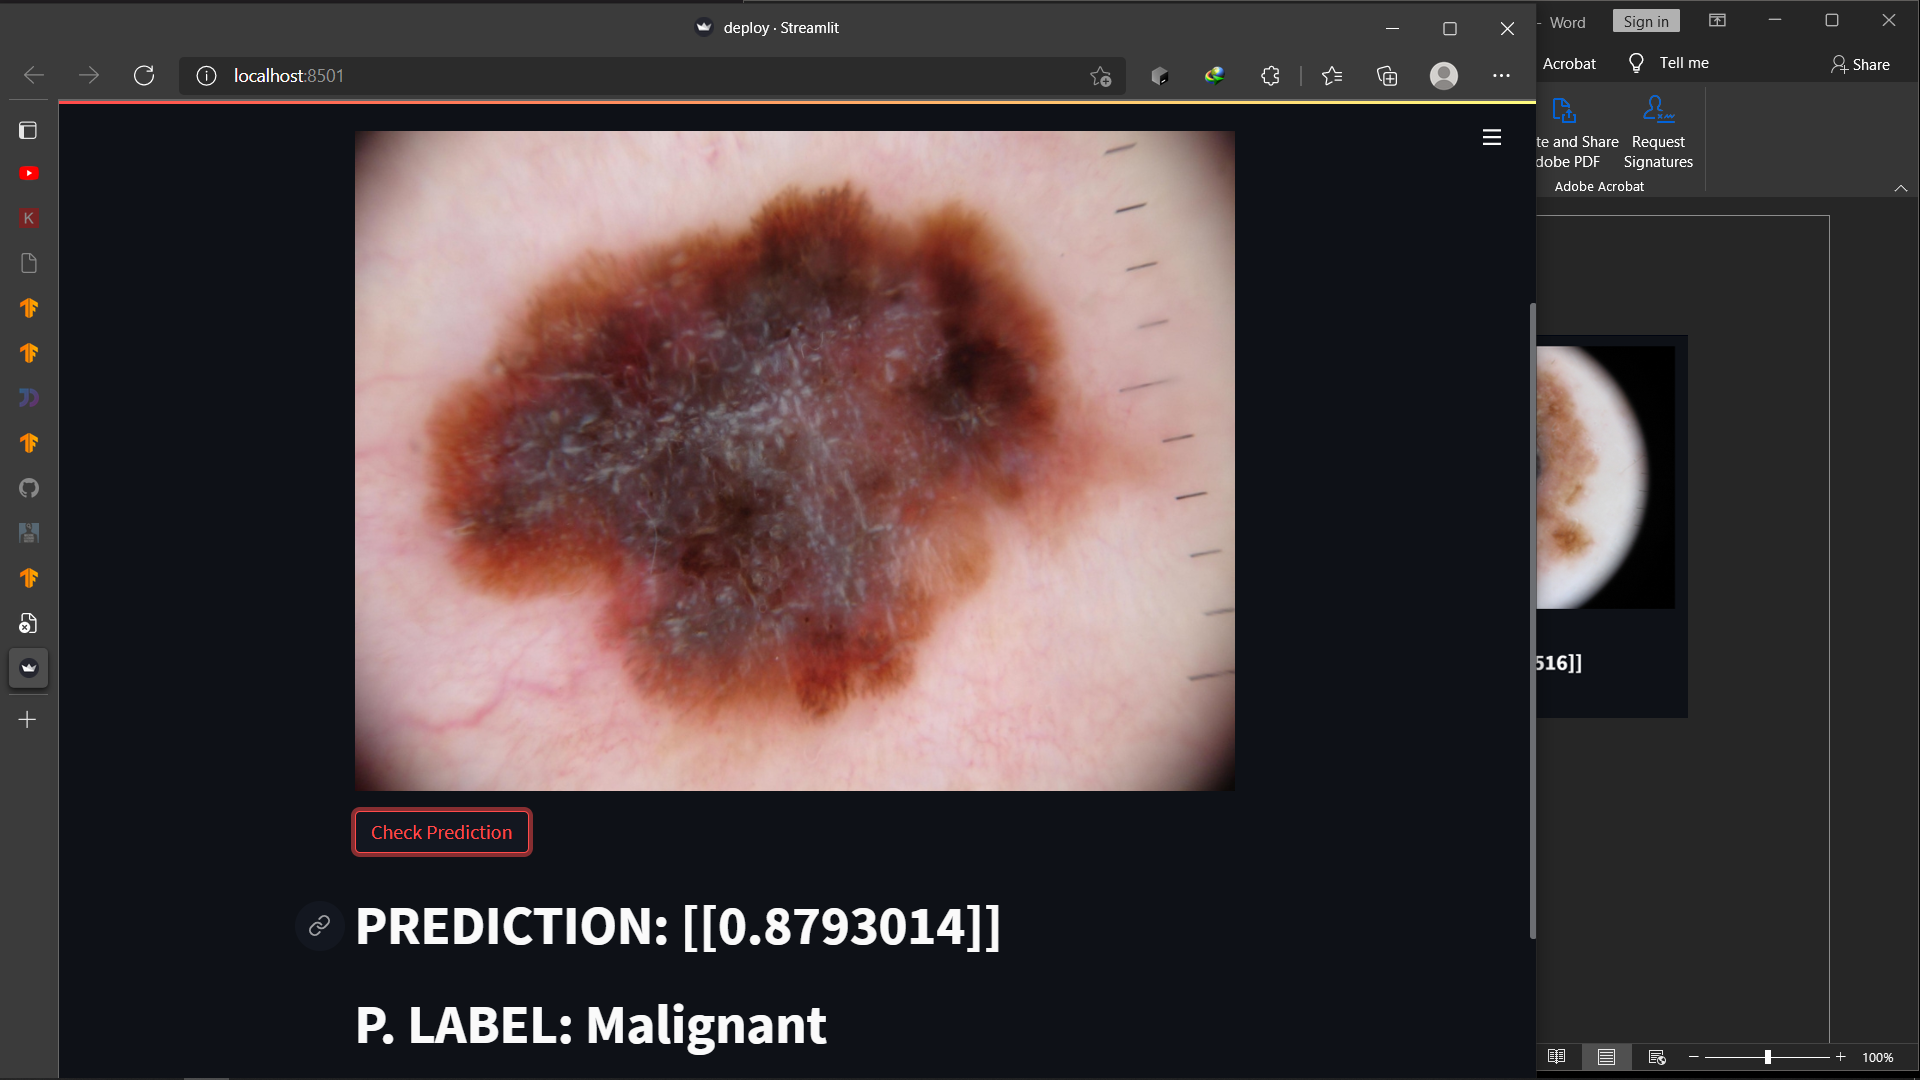 deploy · Streamlit
localhost:8501
Word
Sign in
Acrobat
Tell me
Share
te and Share
dobe PDF
Request
Signatures
Adobe Acrobat
K
516]]
Check Prediction
PREDICTION: [[0.8793014]]
P. LABEL: Malignant
100%